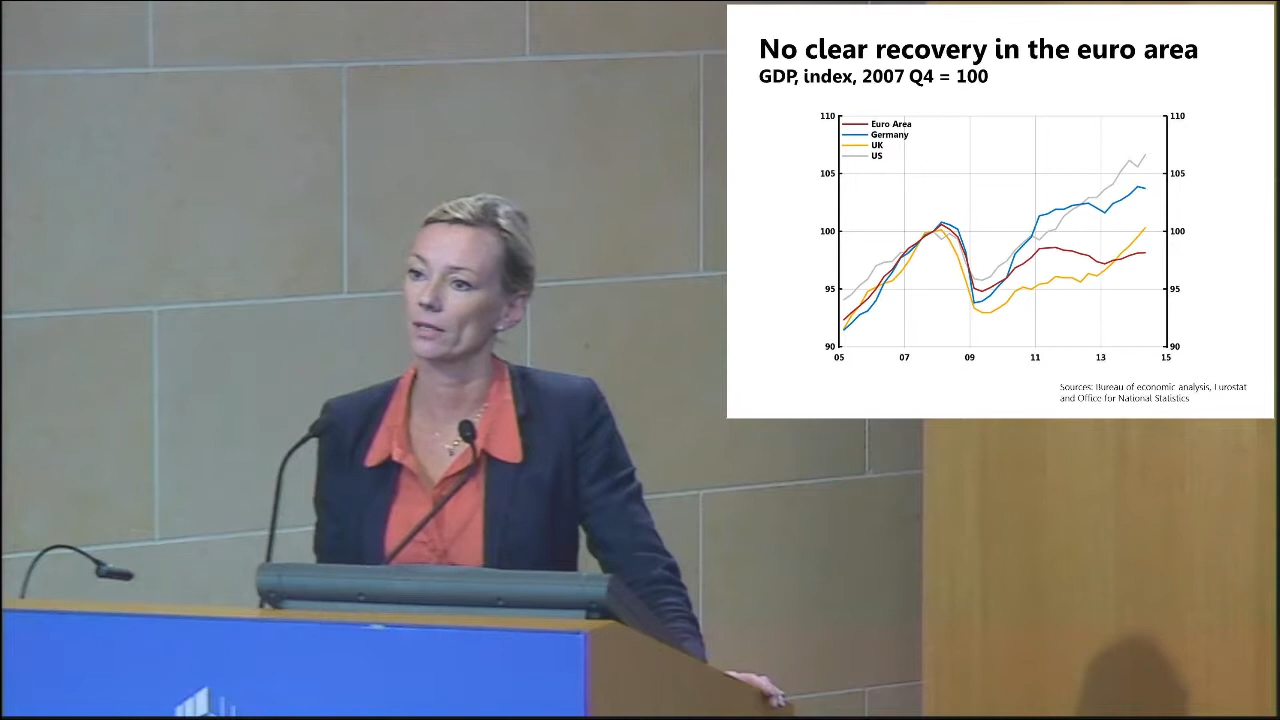 No clear recovery in the euro area
GDP, index, 2007 Q4 = 100
110
110
Euro Area
Germany
UK
US
105
105
100
100
95
95
90
90
05
07
09
11
13
15
Sources: Bureau of economic analysis, Eurostat
and Office for National Statistics